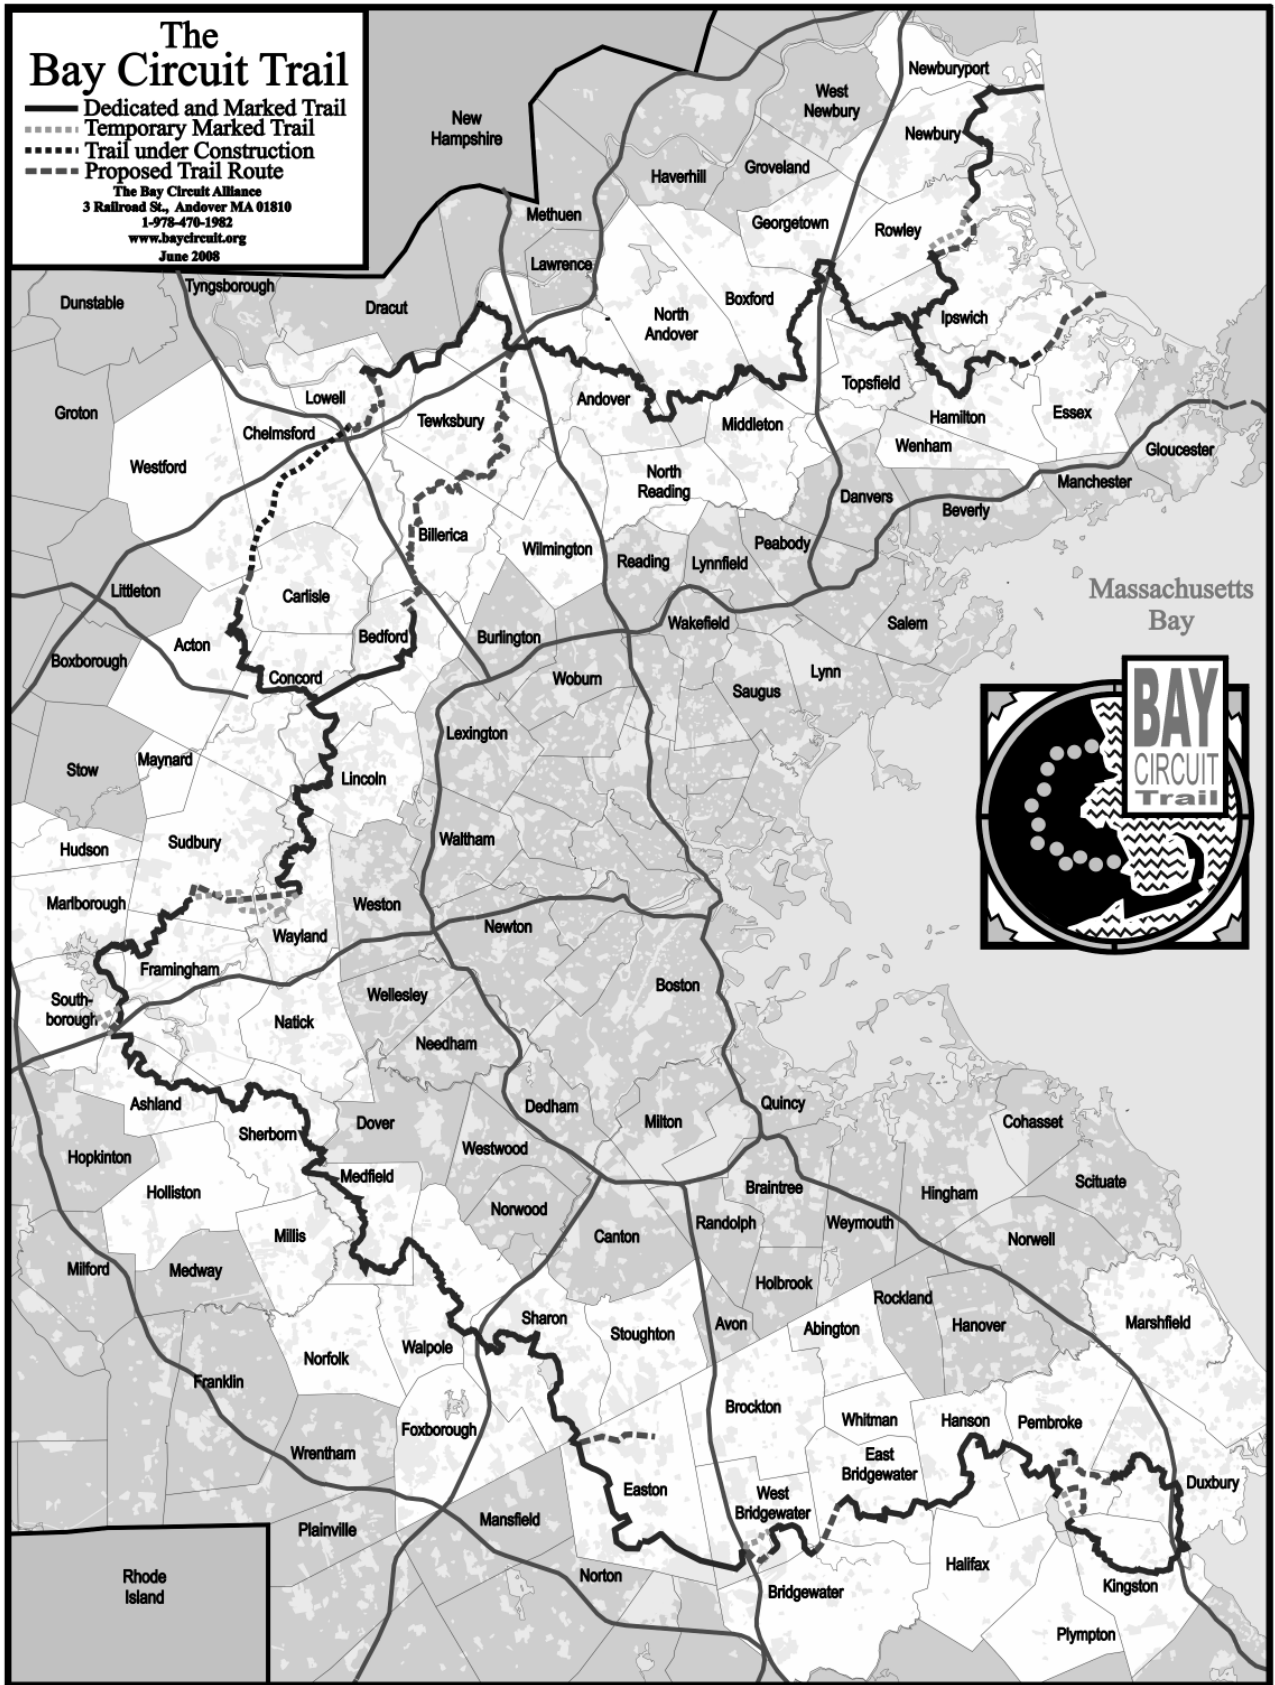 The
Bay Circuit Trail
Dedicated and Marked Trail
Temporary Marked Trail
Trail under Construction
Proposed Trail Route
The Bay Circuit Alliance
3 Railroad St., Andover MA 01810
1-978-470-1982
www.baycircuit.org
June 2008
New
Hampshire
Newburyport
West
Newbury
Newbury
Haverhill
Groveland
Methuen
Georgetown
Rowley
Lawrence
Tyngsborough
Dunstable
Dracut
North
Andover
Boxford
Ipswich
Topsfield
Lowell
Andover
Hamilton
Essex
Groton
Chelmsford
Tewksbury
Middleton
Wenham
Gloucester
Westford
North
Reading
Danvers
Manchester
Beverly
Billerica
Wilmington
Reading
Lynnfield
Peabody
Littleton
Carlisle
Massachusetts
Bay
Acton
Bedford
Burlington
Wakefield
Salem
Boxborough
Concord
Woburn
Saugus
Lynn
BAY
CIRCUIT
Trail
Lexington
Stow
Maynard
Lincoln
Hudson
Sudbury
Waltham
Marlborough
Weston
Wayland
Newton
Framingham
South-
borough
Wellesley
Boston
Natick
Needham
Ashland
Dover
Dedham
Milton
Quincy
Cohasset
Sherborn
Westwood
Hopkinton
Medfield
Holliston
Braintree
Hingham
Scituate
Norwood
Millis
Canton
Randolph
Weymouth
Norwell
Milford
Medway
Holbrook
Rockland
Sharon
Stoughton
Avon
Abington
Hanover
Marshfield
Norfolk
Walpole
Franklin
Brockton
Foxborough
Whitman
Hanson
Pembroke
Wrentham
East
Bridgewater
Easton
West
Bridgewater
Duxbury
Plainville
Mansfield
Rhode
Island
Norton
Bridgewater
Halifax
Kingston
Plympton